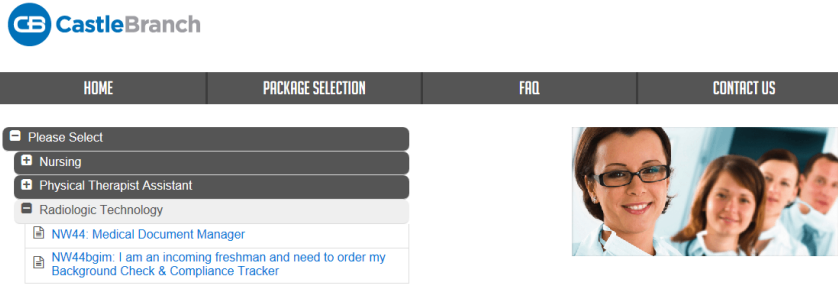 CB CastleBranch
HOME PACKAGE SELECTION FAQ CONTACT US
Please Select
Nursing
Physical Therapist Assistant
Radiologic Technology
NW44: Medical Document Manager
NW44bgim: I am an incoming freshman and need to order my
Background Check & Compliance Tracker